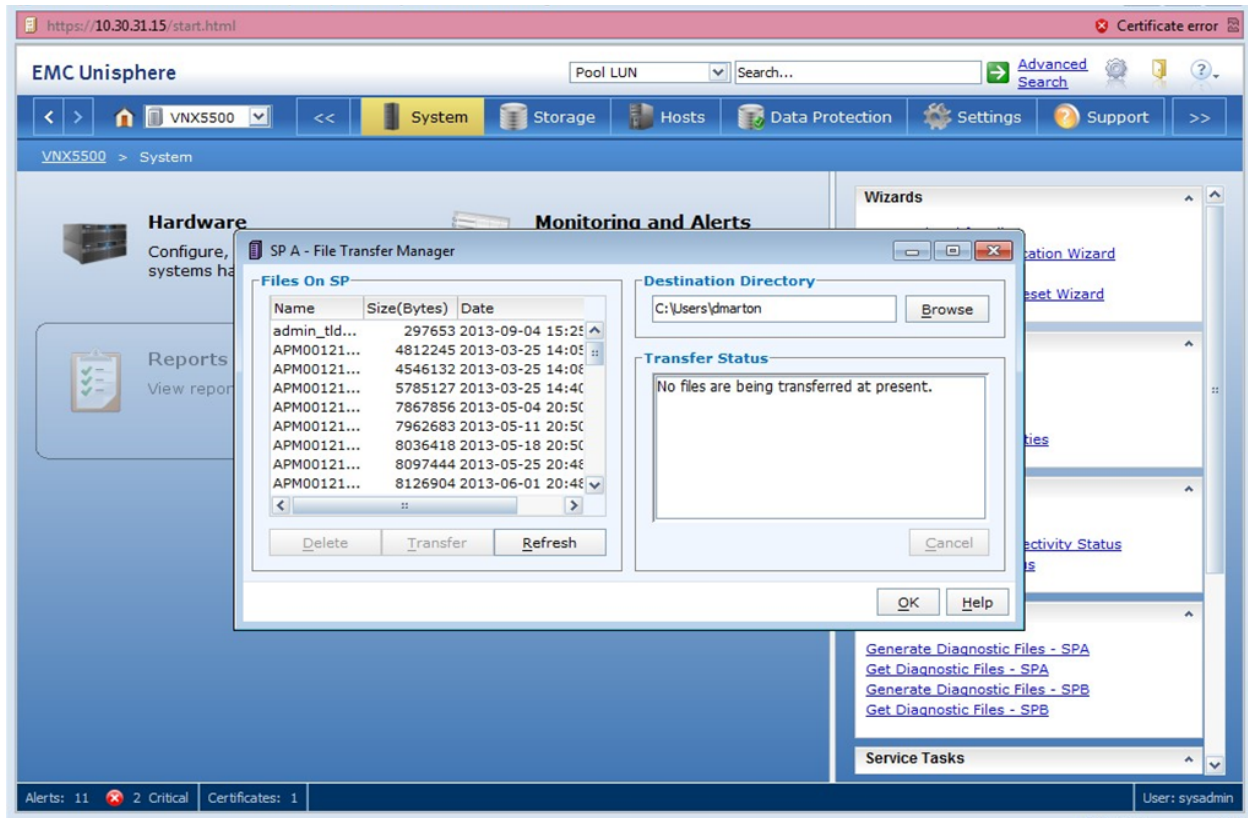 https://10.30.31.15/start.html Certificate error
EMC Unisphere Pool LUN Search... Advanced Search
VNX5500 << System Storage Hosts Data Protection Settings Support >>
VNX5500 > System
Hardware
Configure,
systems ha
Monitoring and Alerts
Reports
View repor
SP A - File Transfer Manager
Files On SP
Name Size(Bytes) Date
admin_tld... 297653 2013-09-04 15:25
APM00121... 4812245 2013-03-25 14:05
APM00121... 4546132 2013-03-25 14:08
APM00121... 5785127 2013-03-25 14:40
APM00121... 7867856 2013-05-04 20:50
APM00121... 7962683 2013-05-11 20:50
APM00121... 8036418 2013-05-18 20:50
APM00121... 8097444 2013-05-25 20:48
APM00121... 8126904 2013-06-01 20:48
Delete Transfer Refresh
Destination Directory
C:\Users\dmarton Browse
Transfer Status
No files are being transferred at present.
Cancel
OK Help
Wizards
cation Wizard
eset Wizard
ties
ectivity Status
us
Generate Diagnostic Files - SPA
Get Diagnostic Files - SPA
Generate Diagnostic Files - SPB
Get Diagnostic Files - SPB
Service Tasks
Alerts: 11 2 Critical Certificates: 1 User: sysadmin